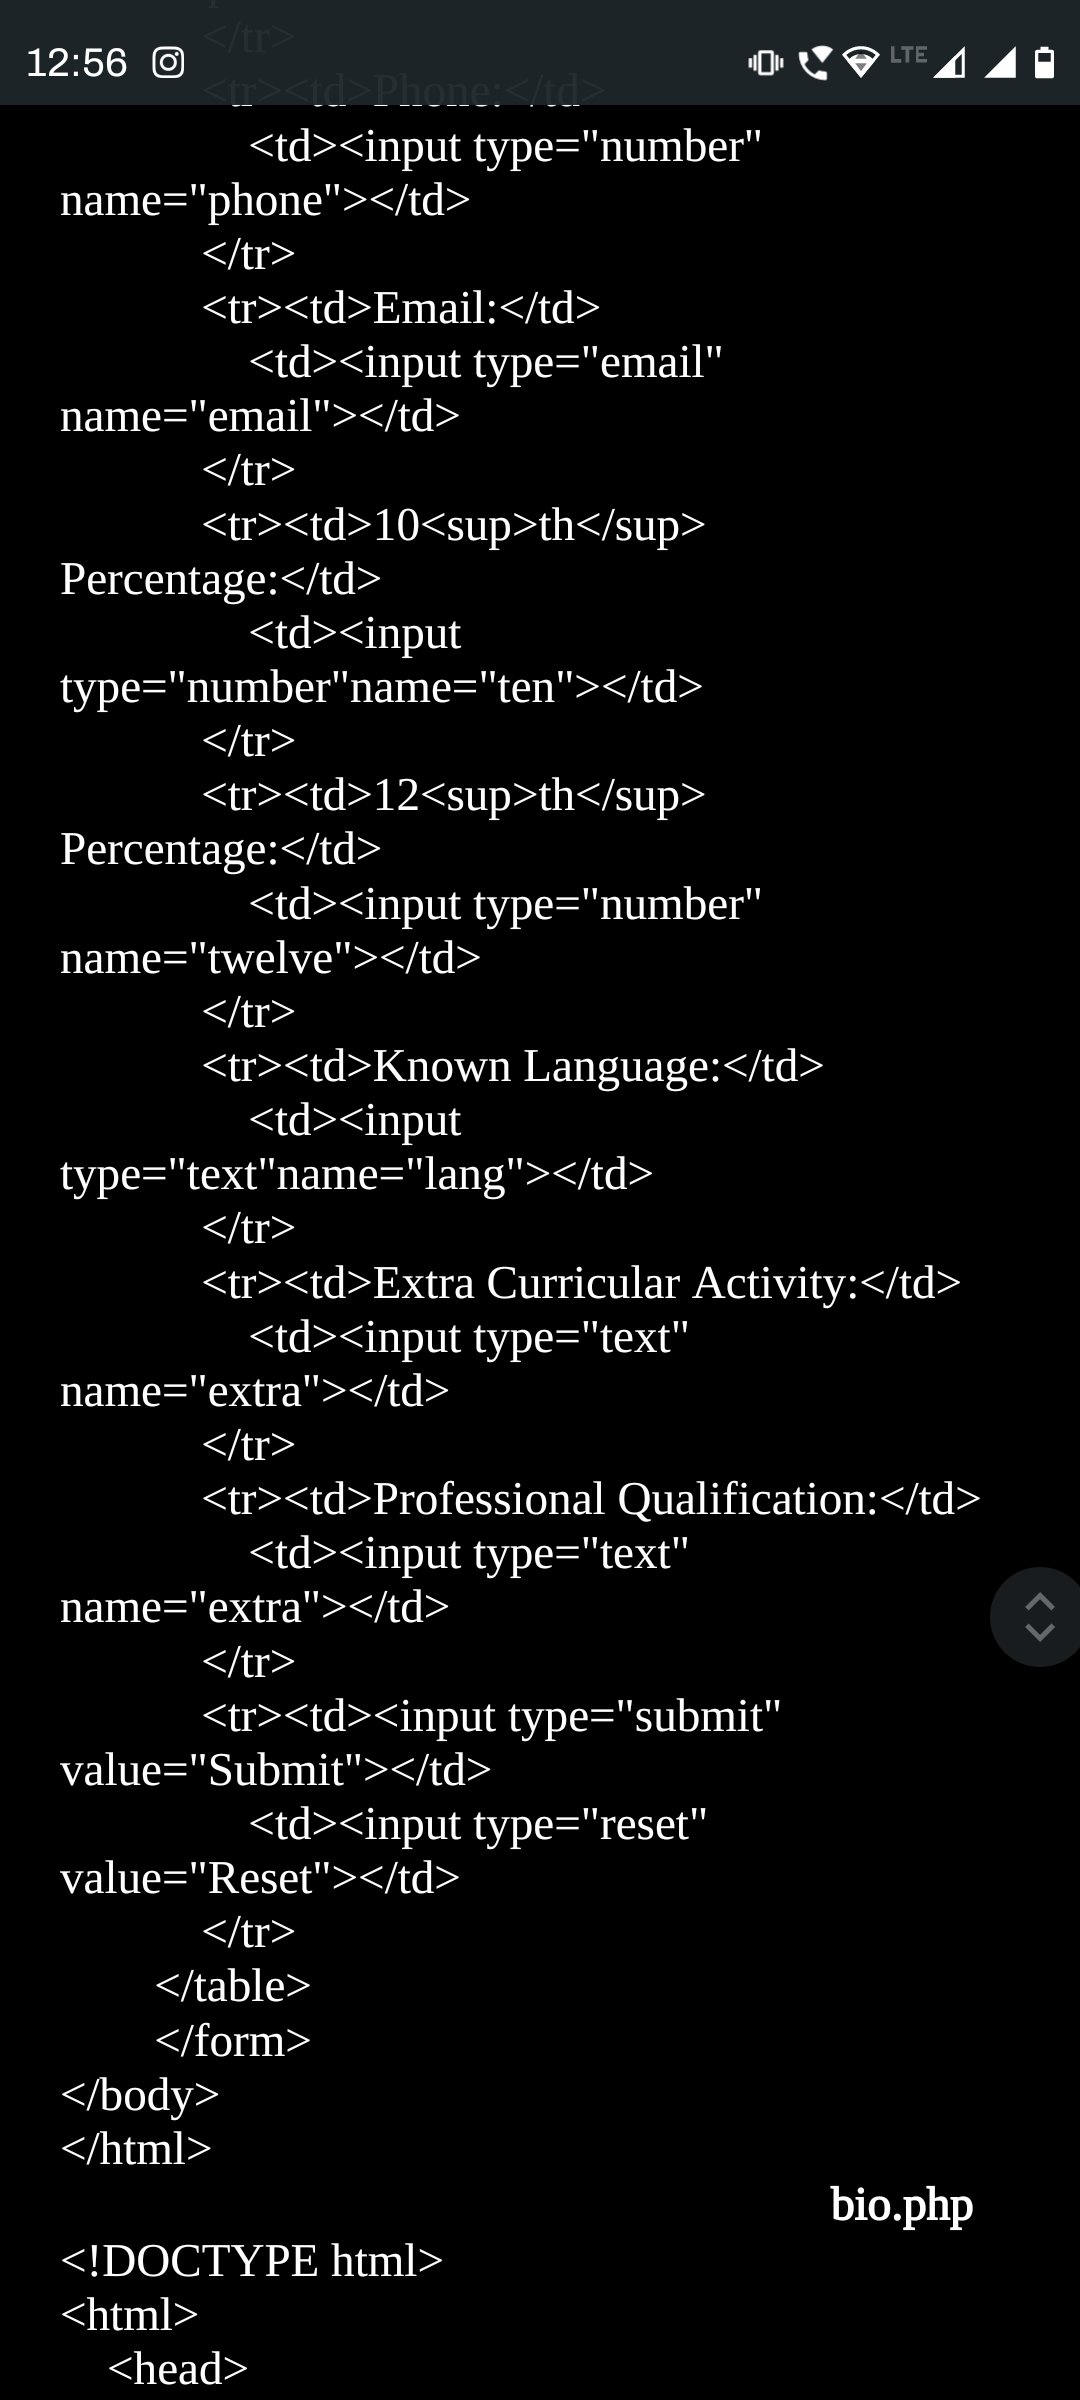 </tr>
12:56
LTE
<tr><td>Phone:</td>
<td><input type="number"
name="phone"></td>
</tr>
<tr><td>Email:</td>
<td><input type="email"
name="email"></td>
</tr>
<tr><td>10<sup>th</sup>
Percentage:</td>
<td><input
type="number"name="ten"></td>
</tr>
<tr><td>12<sup>th</sup>
Percentage:</td>
<td><input type="number"
name="twelve"></td>
</tr>
<tr><td>Known Language:</td>
<td><input
type="text"name="lang"></td>
</tr>
<tr><td>Extra Curricular Activity:</td>
<td><input type="text"
name="extra"></td>
</tr>
<tr><td>Professional Qualification:</td>
<td><input type="text"
name="extra"></td>
</tr>
<tr><td><input type="submit"
value="Submit"></td>
<td><input type="reset"
value="Reset"></td>
</tr>
</table>
</form>
</body>
</html>
bio.php
<!DOCTYPE html>
<html>
<head>